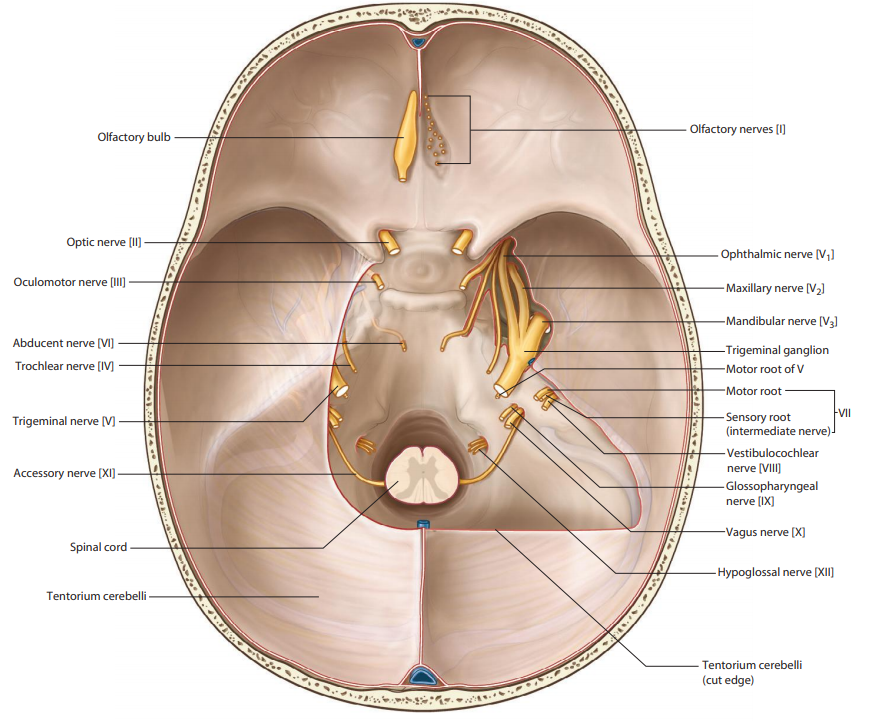 Olfactory bulb
Olfactory nerves [I]
Optic nerve [II]
Oculomotor nerve [III]
Abducent nerve [VI]
Trochlear nerve [IV]
Trigeminal nerve [V]
Accessory nerve [XI]
Spinal cord
Tentorium cerebelli
Ophthalmic nerve [V1]
Maxillary nerve [V2]
Mandibular nerve [V3]
Trigeminal ganglion
Motor root of V
Motor root
VII
Sensory root
(intermediate nerve)
Vestibulocochlear
nerve [VIII]
Glossopharyngeal
nerve [IX]
Vagus nerve [X]
Hypoglossal nerve [XII]
Tentorium cerebelli
(cut edge)